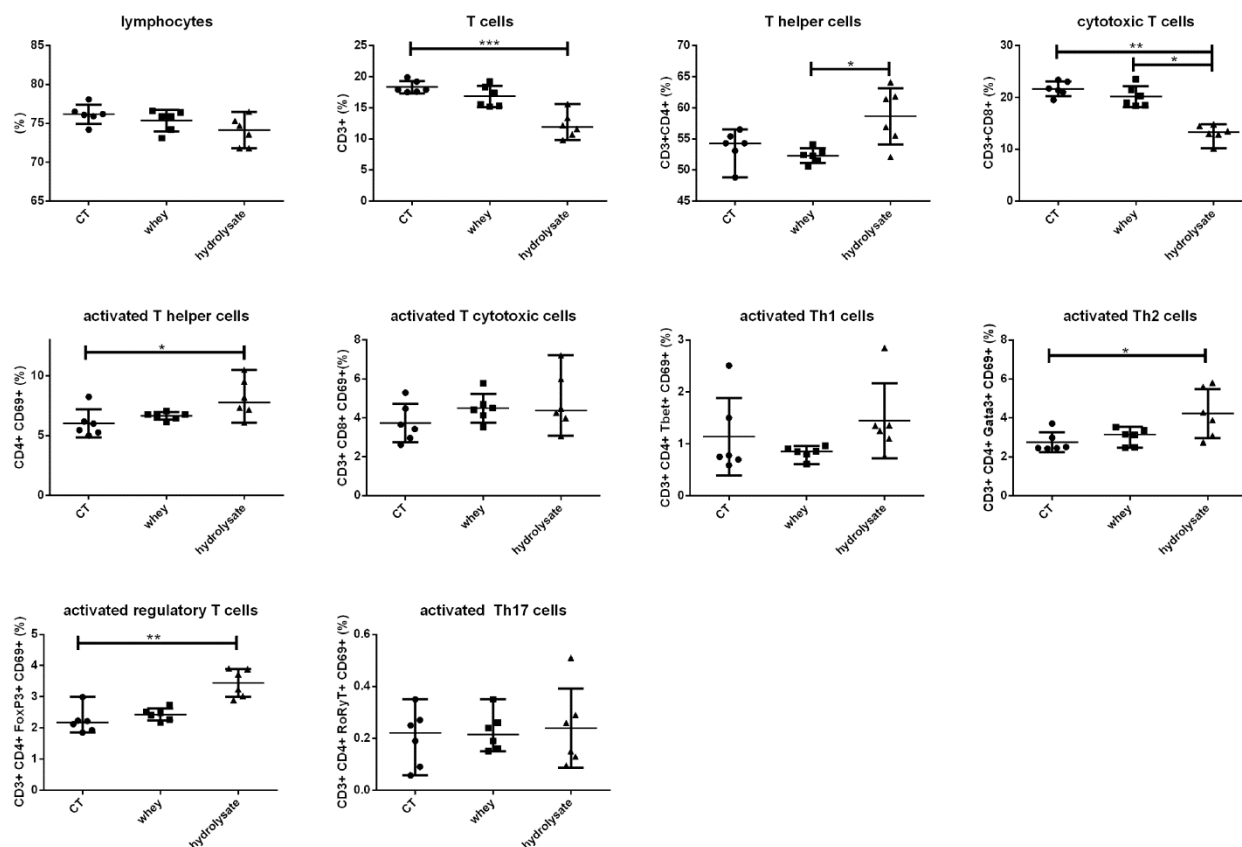 lymphocytes
(%)
85
80
75
70
65
CT
whey
hydrolysate
T cells
***
CD3+ (%)
25
20
15
10
5
0
CT
whey
hydrolysate
T helper cells
*
CD3+CD4+ (%)
70
65
60
55
50
45
CT
whey
hydrolysate
cytotoxic T cells
**
*
CD3+CD8+ (%)
30
20
10
0
CT
whey
hydrolysate
activated T helper cells
*
CD4+ CD69+ (%)
10
5
0
CT
whey
hydrolysate
activated T cytotoxic cells
CD3+ CD8+ CD69+(%)
8
6
4
2
0
CT
whey
hydrolysate
activated Th1 cells
CD3+ CD4+ Tbet+ CD69+ (%)
3
2
1
0
CT
whey
hydrolysate
activated Th2 cells
*
CD3+ CD4+ Gata3+ CD69+ (%)
8
6
4
2
0
CT
whey
hydrolysate
activated regulatory T cells
**
CD3+ CD4+ FoxP3+ CD69+ (%)
5
4
3
2
1
0
CT
whey
hydrolysate
activated Th17 cells
CD3+ CD4+ RoRyT+ CD69+ (%)
0.6
0.4
0.2
0.0
CT
whey
hydrolysate